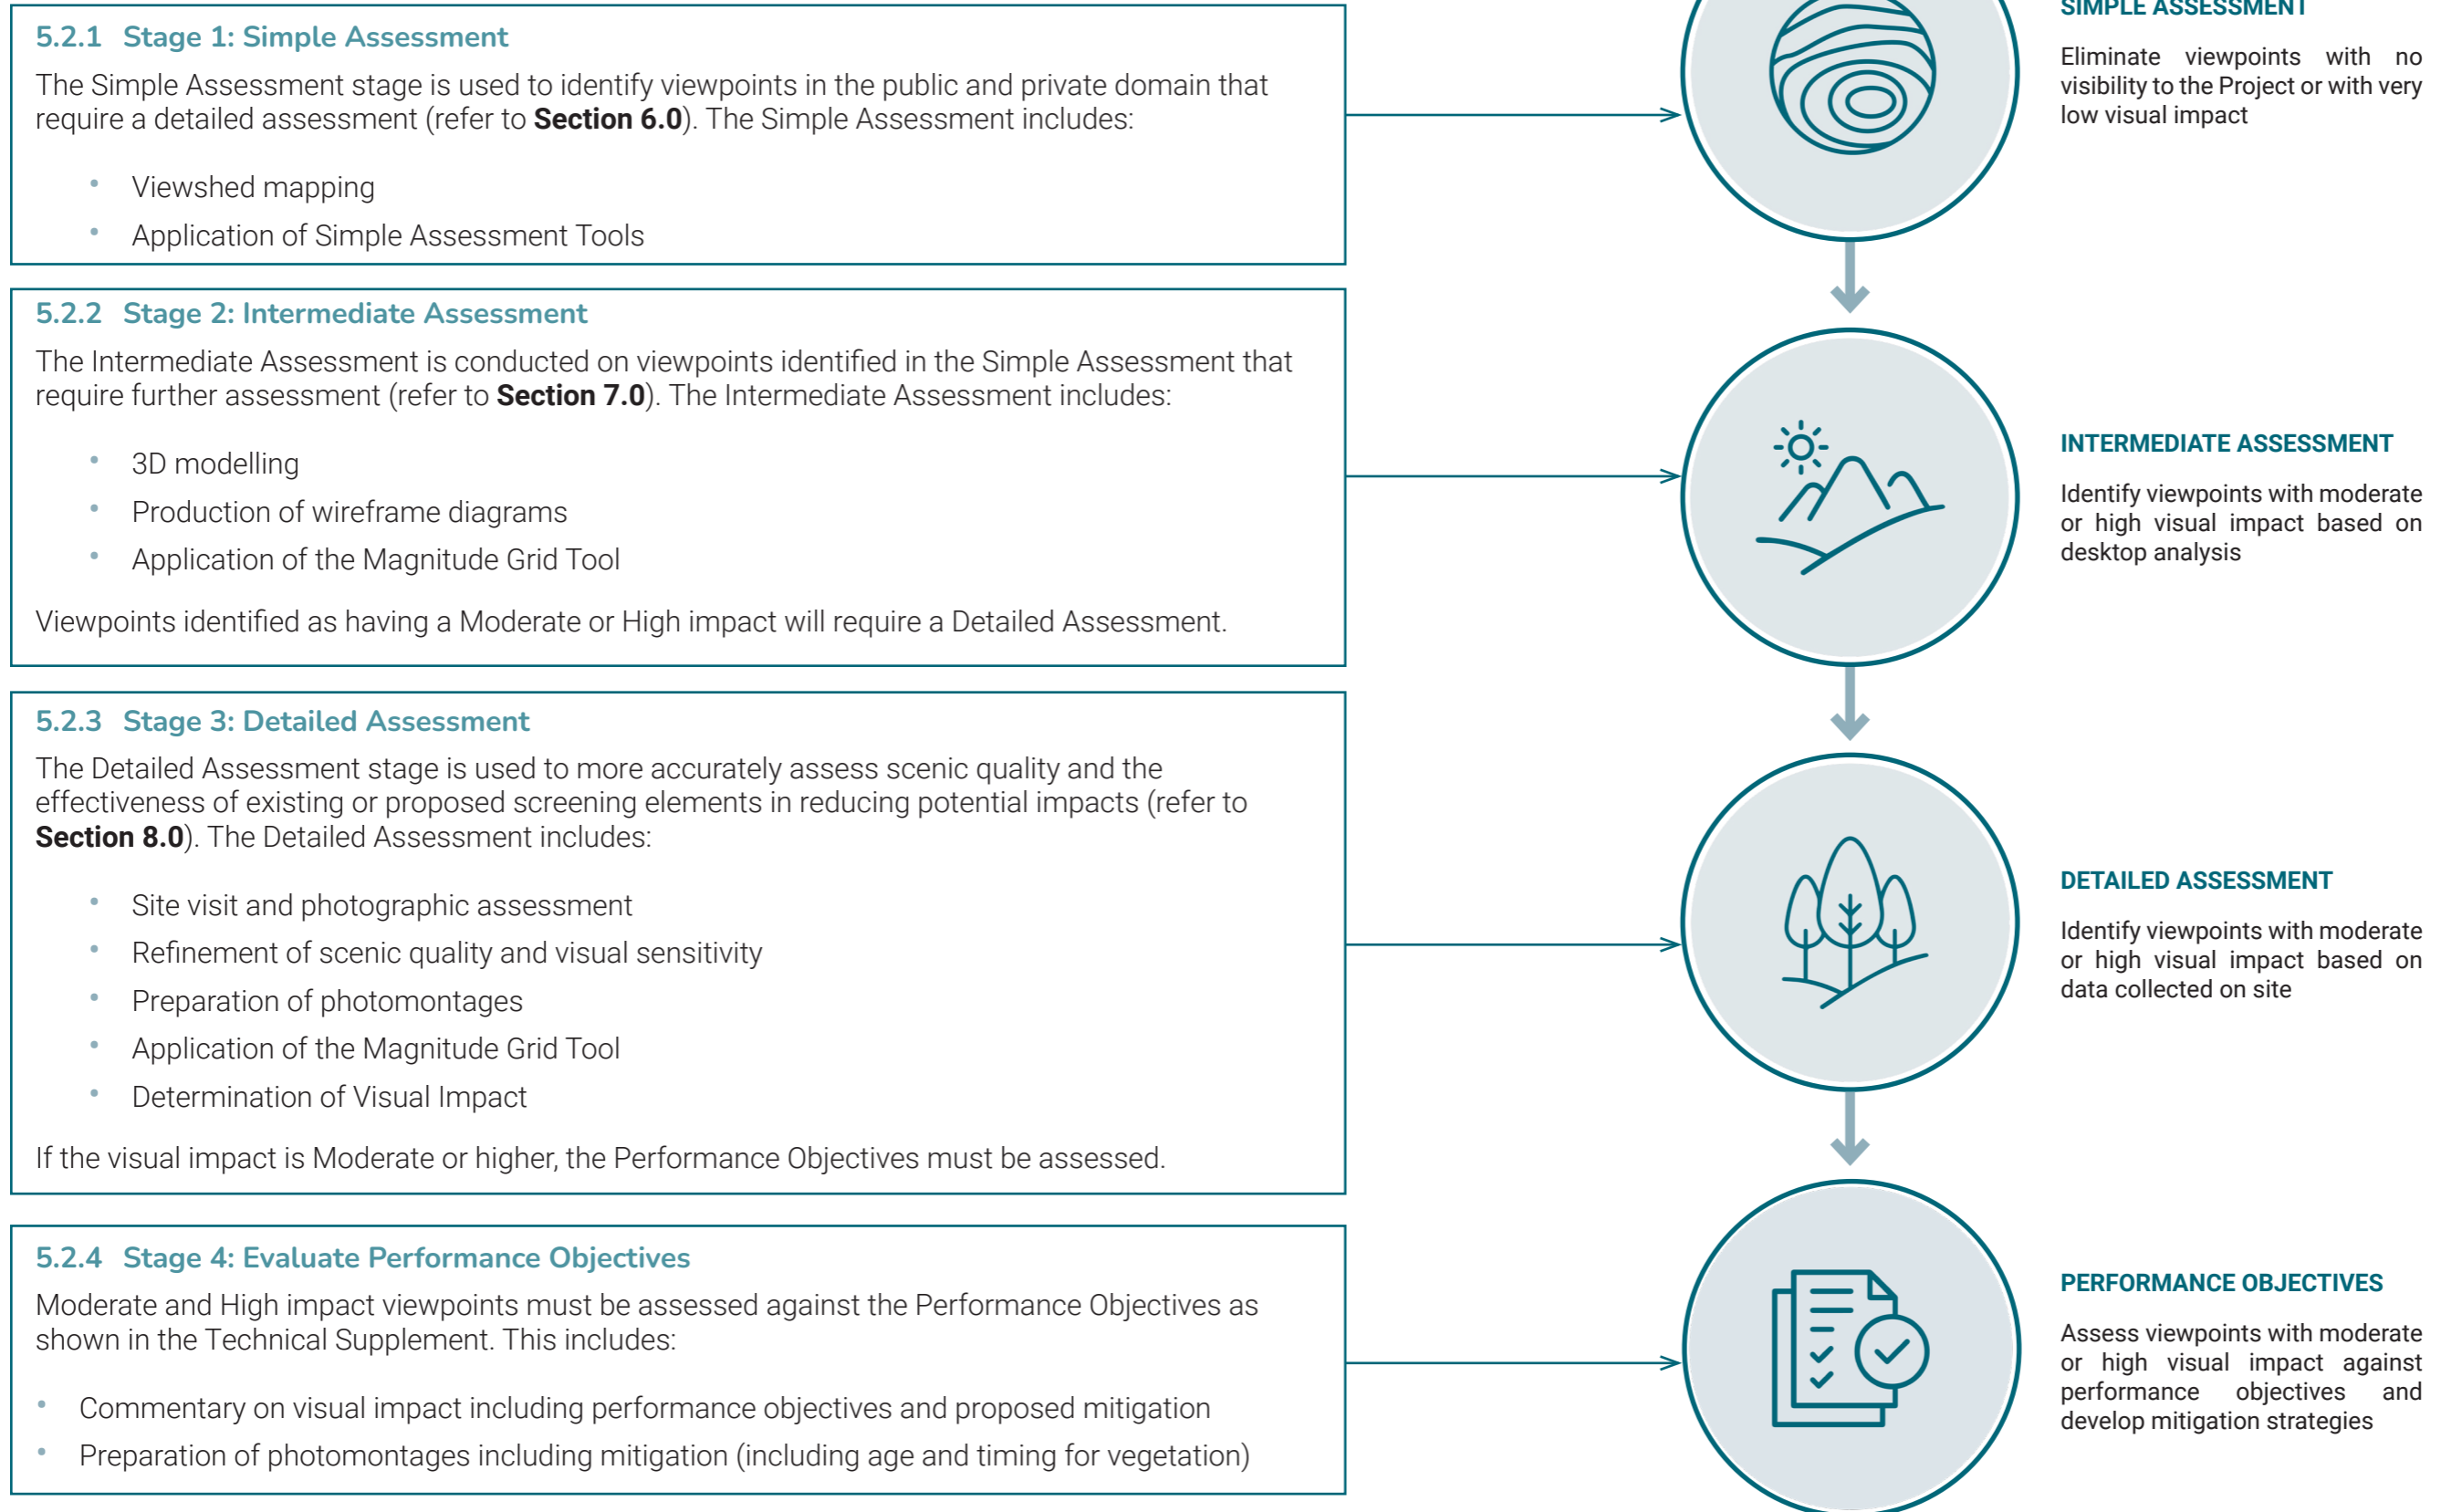 5.2.1 Stage 1: Simple Assessment
The Simple Assessment stage is used to identify viewpoints in the public and private domain that
require a detailed assessment (refer to Section 6.0). The Simple Assessment includes:
• Viewshed mapping
• Application of Simple Assessment Tools
SIMPLE ASSESSMENT
Eliminate viewpoints with no
visibility to the Project or with very
low visual impact
5.2.2 Stage 2: Intermediate Assessment
The Intermediate Assessment is conducted on viewpoints identified in the Simple Assessment that
require further assessment (refer to Section 7.0). The Intermediate Assessment includes:
• 3D modelling
• Production of wireframe diagrams
• Application of the Magnitude Grid Tool
Viewpoints identified as having a Moderate or High impact will require a Detailed Assessment.
INTERMEDIATE ASSESSMENT
Identify viewpoints with moderate
or high visual impact based on
desktop analysis
5.2.3 Stage 3: Detailed Assessment
The Detailed Assessment stage is used to more accurately assess scenic quality and the
effectiveness of existing or proposed screening elements in reducing potential impacts (refer to
Section 8.0). The Detailed Assessment includes:
• Site visit and photographic assessment
• Refinement of scenic quality and visual sensitivity
• Preparation of photomontages
• Application of the Magnitude Grid Tool
• Determination of Visual Impact
If the visual impact is Moderate or higher, the Performance Objectives must be assessed.
DETAILED ASSESSMENT
Identify viewpoints with moderate
or high visual impact based on
data collected on site
5.2.4 Stage 4: Evaluate Performance Objectives
Moderate and High impact viewpoints must be assessed against the Performance Objectives as
shown in the Technical Supplement. This includes:
• Commentary on visual impact including performance objectives and proposed mitigation
• Preparation of photomontages including mitigation (including age and timing for vegetation)
PERFORMANCE OBJECTIVES
Assess viewpoints with moderate
or high visual impact against
performance objectives and
develop mitigation strategies